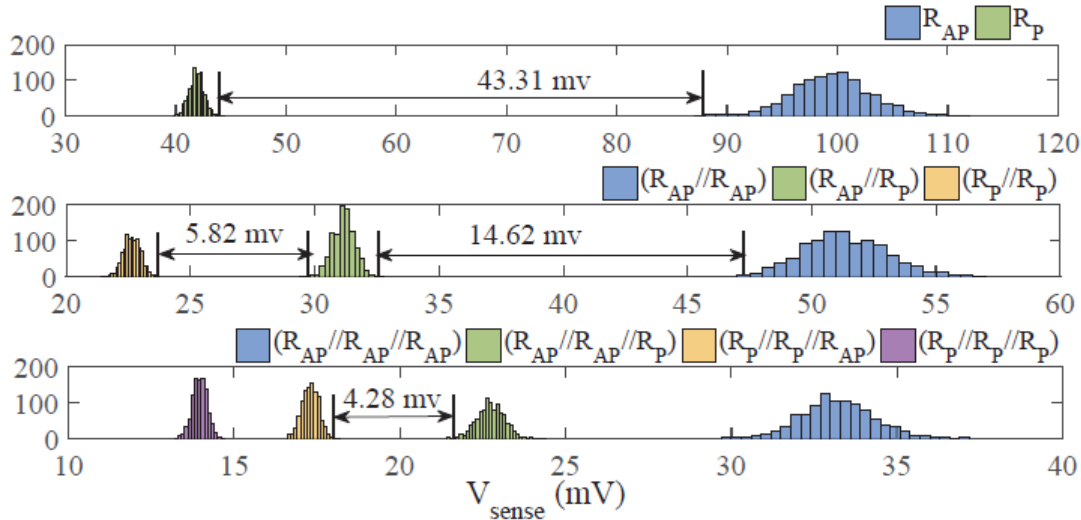 R_AP R_P
200
100
0
43.31 mv
30 40 50 60 70 80 90 100 110 120
(R_AP//R_AP) (R_AP//R_P) (R_P//R_P)
200
100
0
5.82 mv 14.62 mv
20 25 30 35 40 45 50 55 60
(R_AP//R_AP//R_AP) (R_AP//R_AP//R_P) (R_P//R_P//R_AP) (R_P//R_P//R_P)
200
100
0
4.28 mv
10 15 20 25 30 35 40
V_sense (mV)